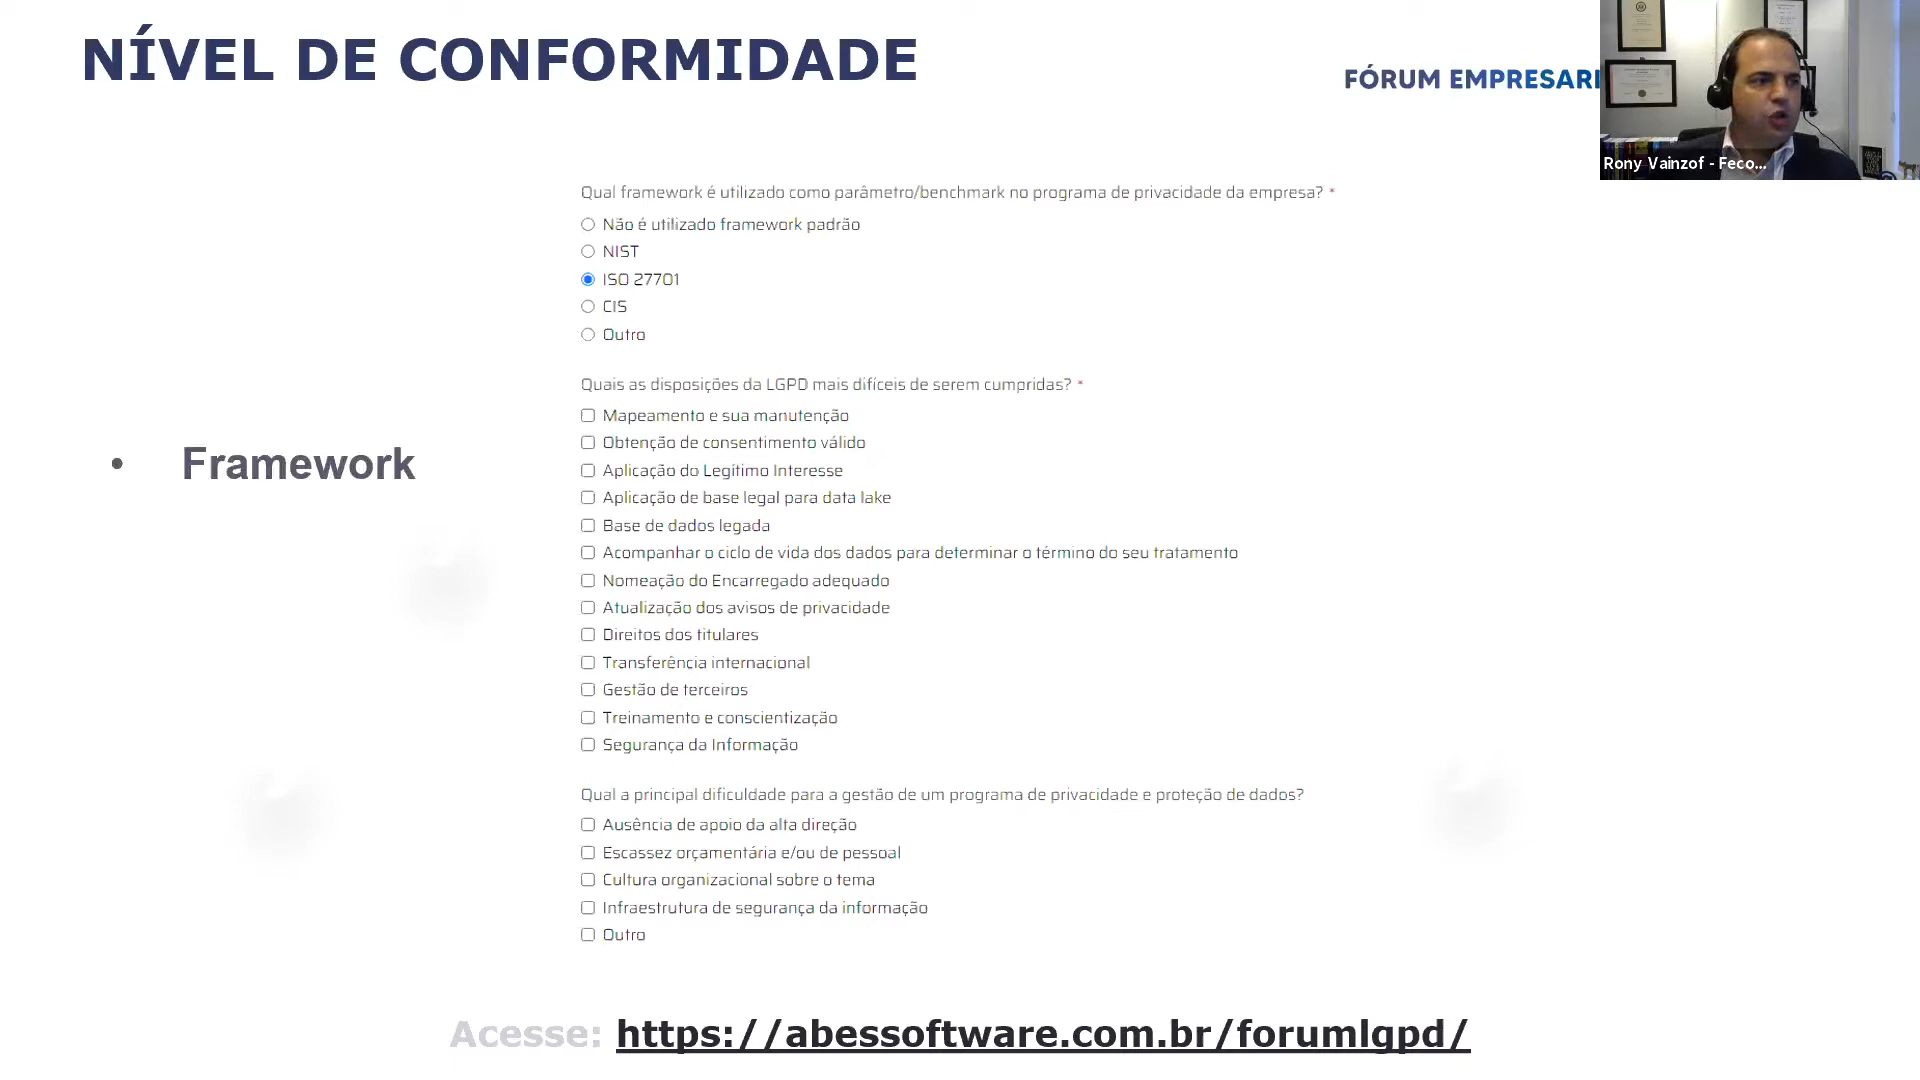 NÍVEL DE CONFORMIDADE
FÓRUM EMPRESARI
Rony Vainzof - Feco...
Qual framework é utilizado como parâmetro/benchmark no programa de privacidade da empresa? *
Não é utilizado framework padrão
NIST
ISO 27701
CIS
Outro
Quais as disposições da LGPD mais difíceis de serem cumpridas? *
Mapeamento e sua manutenção
Obtenção de consentimento válido
Aplicação do Legítimo Interesse
Aplicação de base legal para data lake
Base de dados legada
Acompanhar o ciclo de vida dos dados para determinar o término do seu tratamento
Nomeação do Encarregado adequado
Atualização dos avisos de privacidade
Direitos dos titulares
Transferência internacional
Gestão de terceiros
Treinamento e conscientização
Segurança da Informação
• Framework
Qual a principal dificuldade para a gestão de um programa de privacidade e proteção de dados?
Ausência de apoio da alta direção
Escassez orçamentária e/ou de pessoal
Cultura organizacional sobre o tema
Infraestrutura de segurança da informação
Outro
Acesse: https://abessoftware.com.br/forumlgpd/